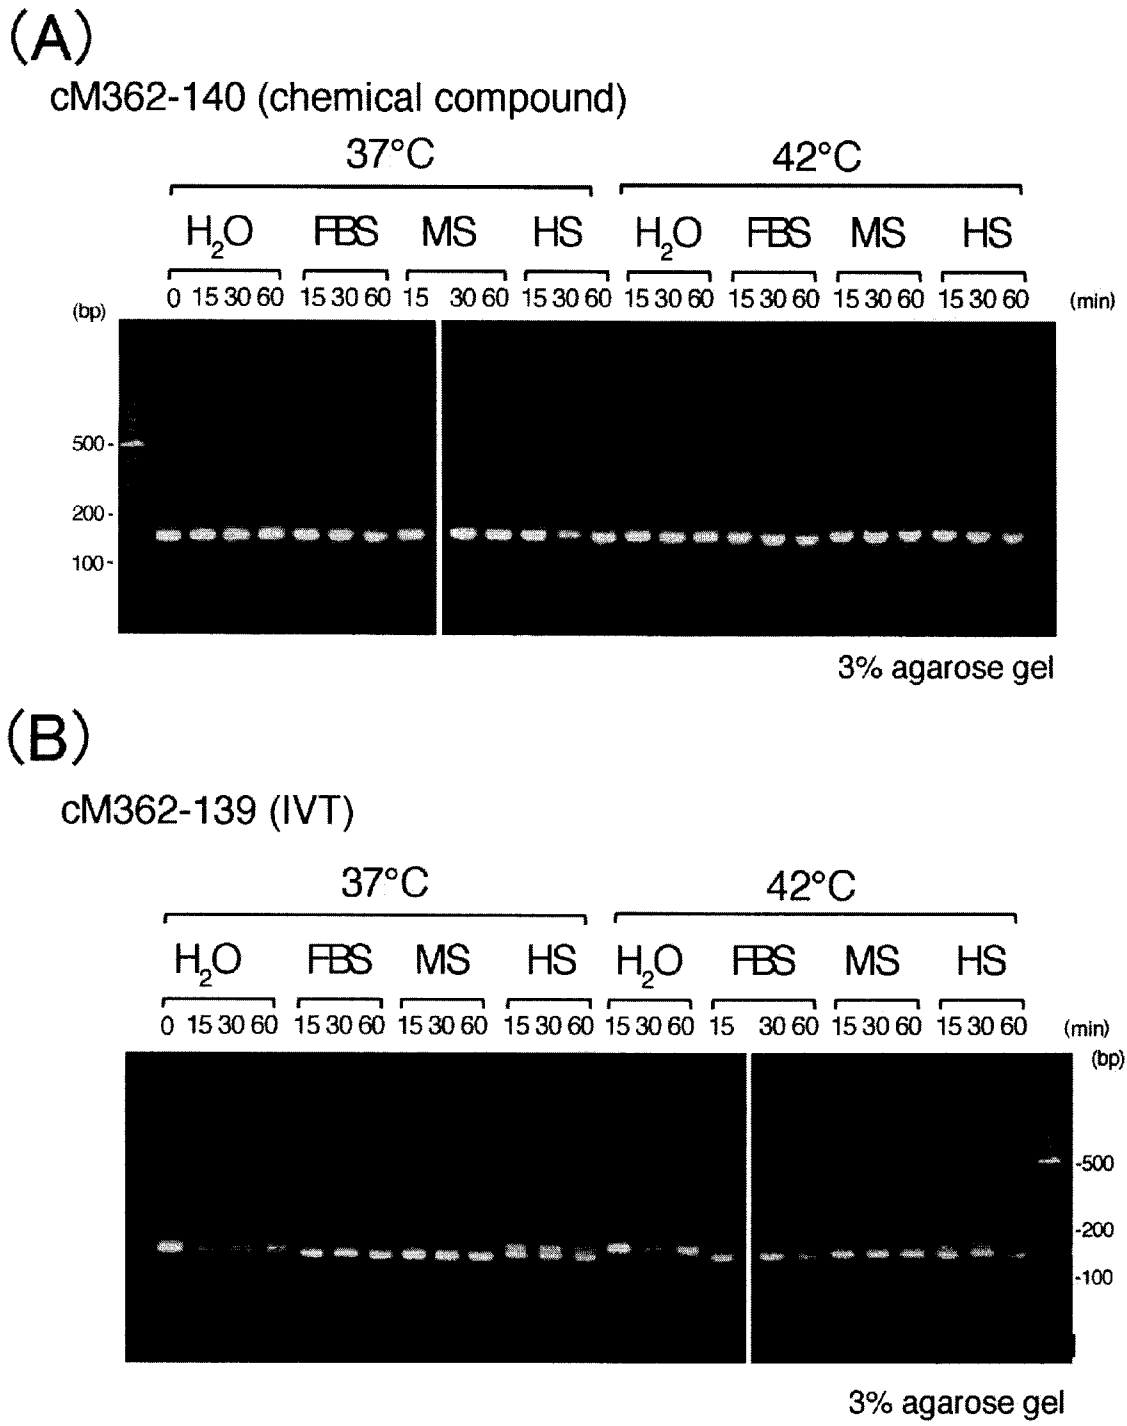 (A)
cM362-140 (chemical compound)
37°C 42°C
H2O FBS MS HS H2O FBS MS HS
0 15 30 60 15 30 60 15 30 60 15 30 60 15 30 60 15 30 60 15 30 60 15 30 60 (min)
(bp)
500-
200-
100-
3% agarose gel
(B)
cM362-139 (IVT)
37°C 42°C
H2O FBS MS HS H2O FBS MS HS
0 15 30 60 15 30 60 15 30 60 15 30 60 15 30 60 15 30 60 15 30 60 15 30 60 (min)
(bp)
-500
-200
-100
3% agarose gel